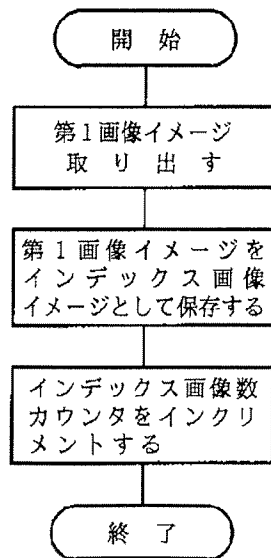 開始
第1画像イメージ
取り出す
第1画像イメージを
インデックス画像
イメージとして保存する
インデックス画像数
カウンタをインクリ
メントする
終了